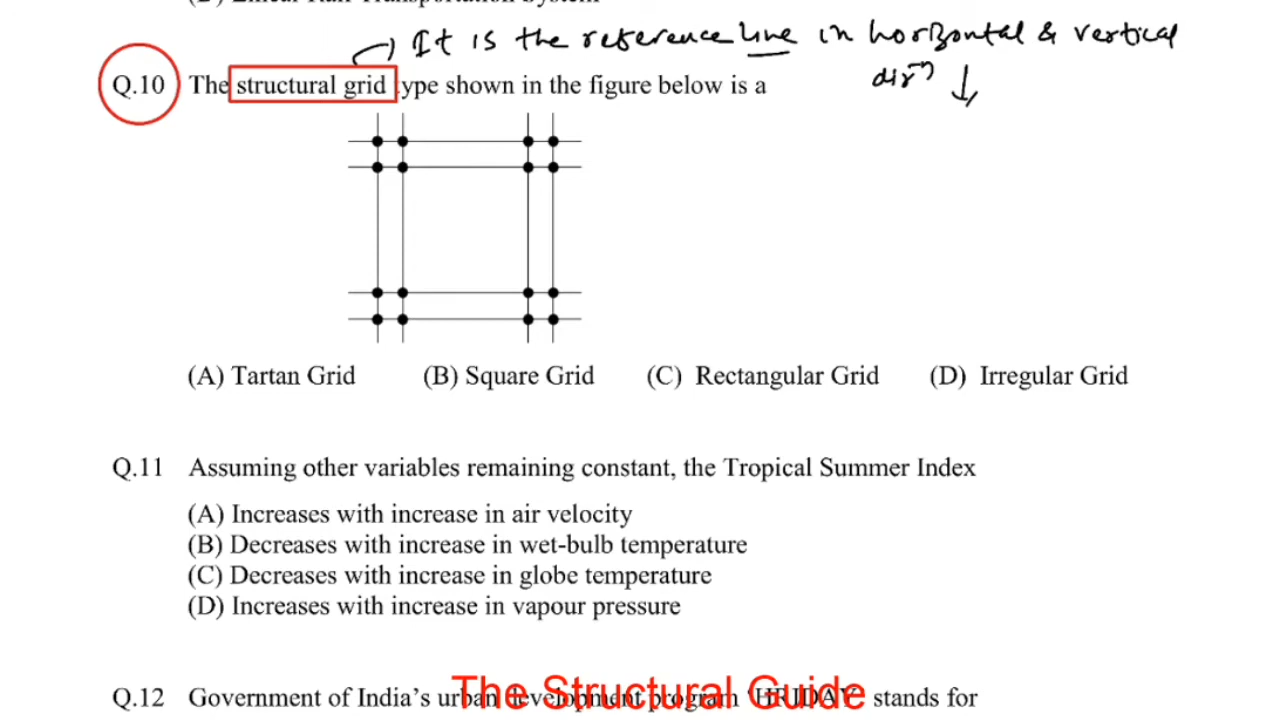 → It is the reference line in horizontal & vertical
dirⁿ ↓
Q.10 The structural grid type shown in the figure below is a
(A) Tartan Grid (B) Square Grid (C) Rectangular Grid (D) Irregular Grid
Q.11 Assuming other variables remaining constant, the Tropical Summer Index
(A) Increases with increase in air velocity
(B) Decreases with increase in wet-bulb temperature
(C) Decreases with increase in globe temperature
(D) Increases with increase in vapour pressure
Q.12 Government of India's urban development program 'HRIDAY' stands for
The Structural Guide